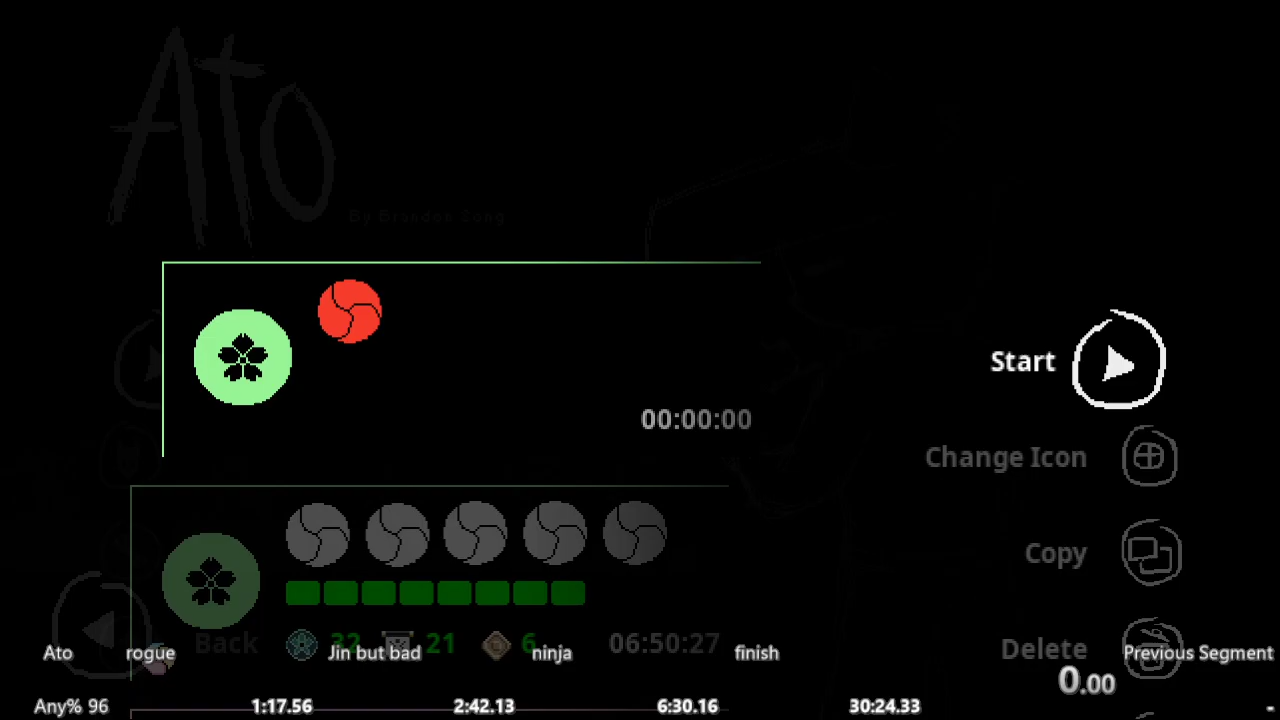 Ato
By Brandon Song
Start
00:00:00
Change Icon
Copy
Back 32 21 6 06:50:27 Delete
Ato rogue Jin but bad ninja finish Previous Segment
0.00
Any% 96 1:17.56 2:42.13 6:30.16 30:24.33 -